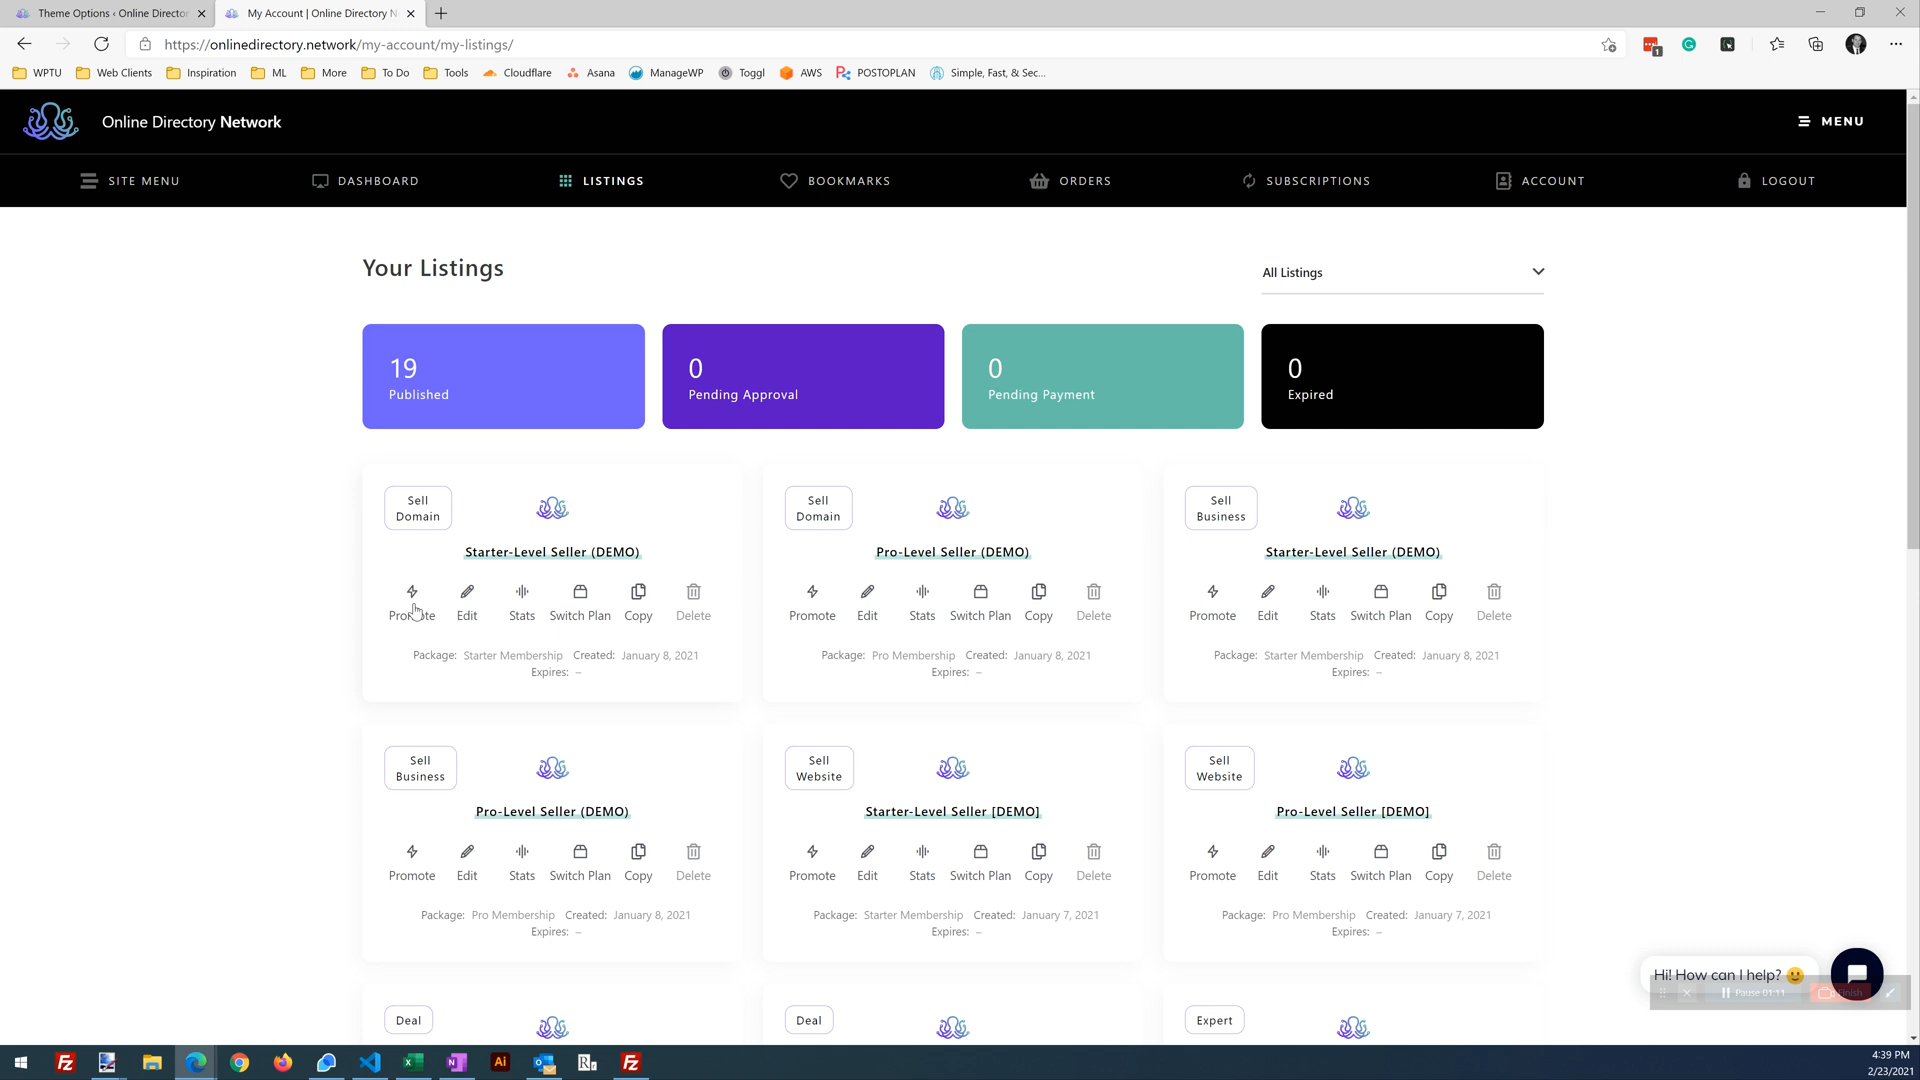 Theme Options ‹ Online Director
My Account | Online Directory N
https://onlinedirectory.network/my-account/my-listings/
1
WPTU
Web Clients
Inspiration
ML
More
To Do
Tools
Cloudflare
Asana
ManageWP
Toggl
AWS
POSTOPLAN
Simple, Fast, & Sec...
Online Directory Network
MENU
SITE MENU
DASHBOARD
LISTINGS
BOOKMARKS
ORDERS
SUBSCRIPTIONS
ACCOUNT
LOGOUT
Your Listings
All Listings
19
Published
0
Pending Approval
0
Pending Payment
0
Expired
Sell
Domain
Starter-Level Seller (DEMO)
Promote Edit Stats Switch Plan Copy Delete
Package: Starter Membership Created: January 8, 2021
Expires: –
Sell
Domain
Pro-Level Seller (DEMO)
Promote Edit Stats Switch Plan Copy Delete
Package: Pro Membership Created: January 8, 2021
Expires: –
Sell
Business
Starter-Level Seller (DEMO)
Promote Edit Stats Switch Plan Copy Delete
Package: Starter Membership Created: January 8, 2021
Expires: –
Sell
Business
Pro-Level Seller (DEMO)
Promote Edit Stats Switch Plan Copy Delete
Package: Pro Membership Created: January 8, 2021
Expires: –
Sell
Website
Starter-Level Seller [DEMO]
Promote Edit Stats Switch Plan Copy Delete
Package: Starter Membership Created: January 7, 2021
Expires: –
Sell
Website
Pro-Level Seller [DEMO]
Promote Edit Stats Switch Plan Copy Delete
Package: Pro Membership Created: January 7, 2021
Expires: –
Deal
Deal
Expert
Hi! How can I help?
Pause 01:11
Finish
4:39 PM
2/23/2021